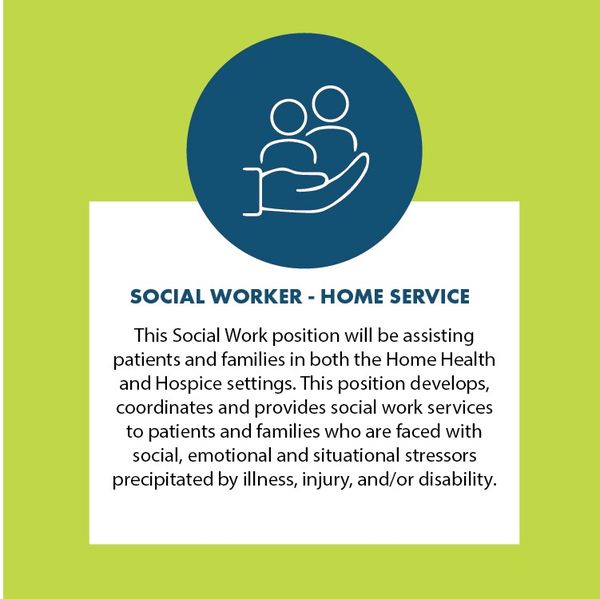 SOCIAL WORKER - HOME SERVICE
This Social Work position will be assisting
patients and families in both the Home Health
and Hospice settings. This position develops,
coordinates and provides social work services
to patients and families who are faced with
social, emotional and situational stressors
precipitated by illness, injury, and/or disability.